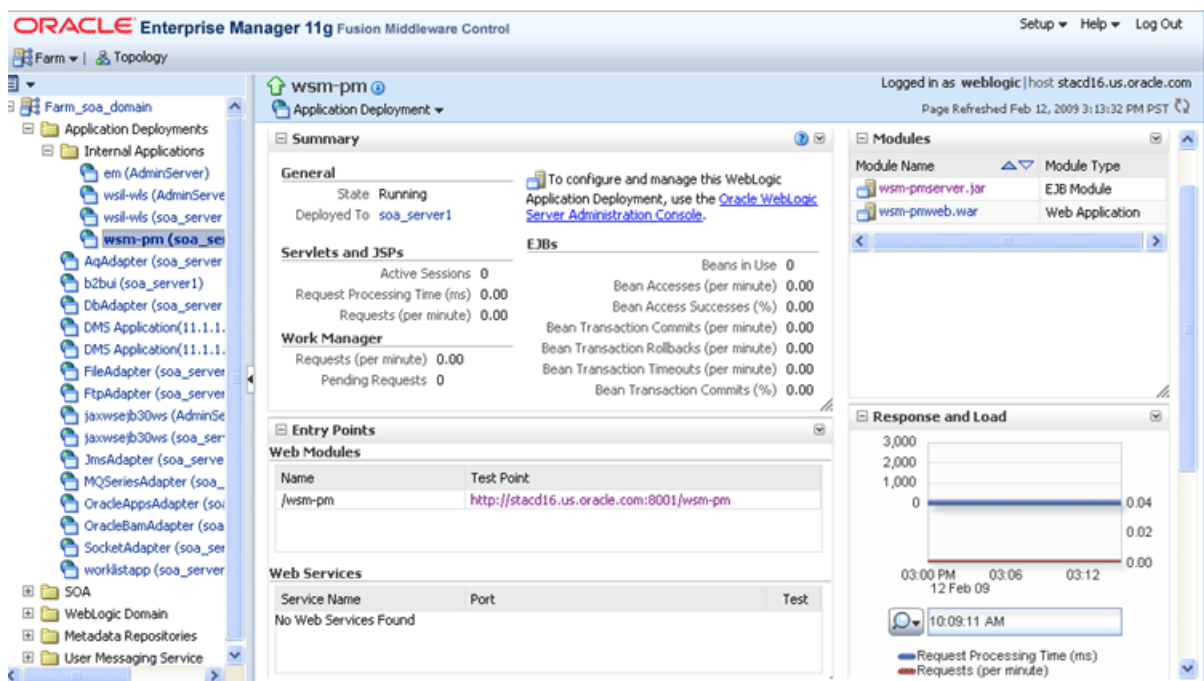 ORACLE Enterprise Manager 11g Fusion Middleware Control
Setup Help Log Out
Farm Topology
wsm-pm
Logged in as weblogic|host stacd16.us.oracle.com
Application Deployment
Page Refreshed Feb 12, 2009 3:13:32 PM PST
Farm_soa_domain
Application Deployments
Internal Applications
em (AdminServer)
wsil-wls (AdminServe
wsil-wls (soa_server
wsm-pm (soa_se
AqAdapter (soa_server
b2bui (soa_server1)
DbAdapter (soa_server
DMS Application(11.1.1.
DMS Application(11.1.1.
FileAdapter (soa_server
FtpAdapter (soa_server
jaxwsejb30ws (AdminSe
jaxwsejb30ws (soa_ser
JmsAdapter (soa_serve
MQSeriesAdapter (soa_
OracleAppsAdapter (soa
OracleBamAdapter (soa
SocketAdapter (soa_ser
worklistapp (soa_server
SOA
WebLogic Domain
Metadata Repositories
User Messaging Service
Summary
General
State Running
Deployed To soa_server1
To configure and manage this WebLogic
Application Deployment, use the Oracle WebLogic
Server Administration Console.
Servlets and JSPs
Active Sessions 0
Request Processing Time (ms) 0.00
Requests (per minute) 0.00
Work Manager
Requests (per minute) 0.00
Pending Requests 0
EJBs
Beans in Use 0
Bean Accesses (per minute) 0.00
Bean Access Successes (%) 0.00
Bean Transaction Commits (per minute) 0.00
Bean Transaction Rollbacks (per minute) 0.00
Bean Transaction Timeouts (per minute) 0.00
Bean Transaction Commits (%) 0.00
Entry Points
Web Modules
Name Test Point
/wsm-pm http://stacd16.us.oracle.com:8001/wsm-pm
Web Services
Service Name Port Test
No Web Services Found
Modules
Module Name Module Type
wsm-pmserver.jar EJB Module
wsm-pmweb.war Web Application
Response and Load
3,000
2,000
1,000
0 0.04
0.02
0.00
03:00 PM 03:06 03:12
12 Feb 09
10:09:11 AM
Request Processing Time (ms)
Requests (per minute)